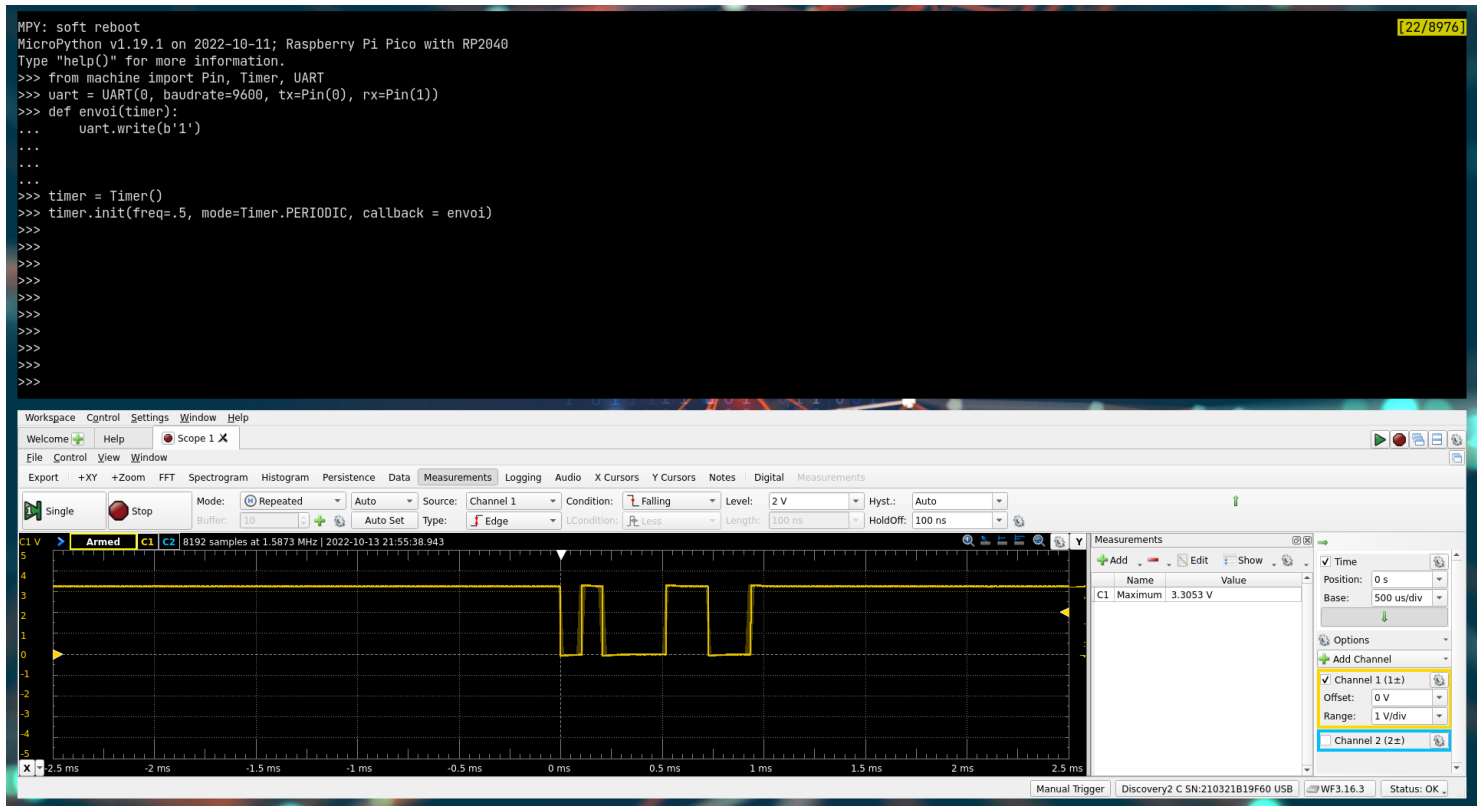 MPY: soft reboot
[22/8976]
MicroPython v1.19.1 on 2022-10-11; Raspberry Pi Pico with RP2040
Type "help()" for more information.
>>> from machine import Pin, Timer, UART
>>> uart = UART(0, baudrate=9600, tx=Pin(0), rx=Pin(1))
>>> def envoi(timer):
...     uart.write(b'1')
...
...
...
>>> timer = Timer()
>>> timer.init(freq=.5, mode=Timer.PERIODIC, callback = envoi)
>>>
>>>
>>>
>>>
>>>
>>>
>>>
>>>
>>>
>>>
Workspace Control Settings Window Help
Welcome Help Scope 1
File Control View Window
Export +XY +Zoom FFT Spectrogram Histogram Persistence Data Measurements Logging Audio X Cursors Y Cursors Notes Digital Measurements
Single Stop Mode: Repeated Auto Source: Channel 1 Condition: Falling Level: 2 V Hyst.: Auto
Buffer: 10 Auto Set Type: Edge LCondition: Less Length: 100 ns HoldOff: 100 ns
C1 V Armed C1 C2 8192 samples at 1.5873 MHz | 2022-10-13 21:55:38.943 Y
5
4
3
2
1
0
-1
-2
-3
-4
-5
X -2.5 ms -2 ms -1.5 ms -1 ms -0.5 ms 0 ms 0.5 ms 1 ms 1.5 ms 2 ms 2.5 ms
Measurements
Add Edit Show
Name Value
C1 Maximum 3.3053 V
Time
Position: 0 s
Base: 500 us/div
Options
Add Channel
Channel 1 (1±)
Offset: 0 V
Range: 1 V/div
Channel 2 (2±)
Manual Trigger Discovery2 C SN:210321B19F60 USB WF3.16.3 Status: OK